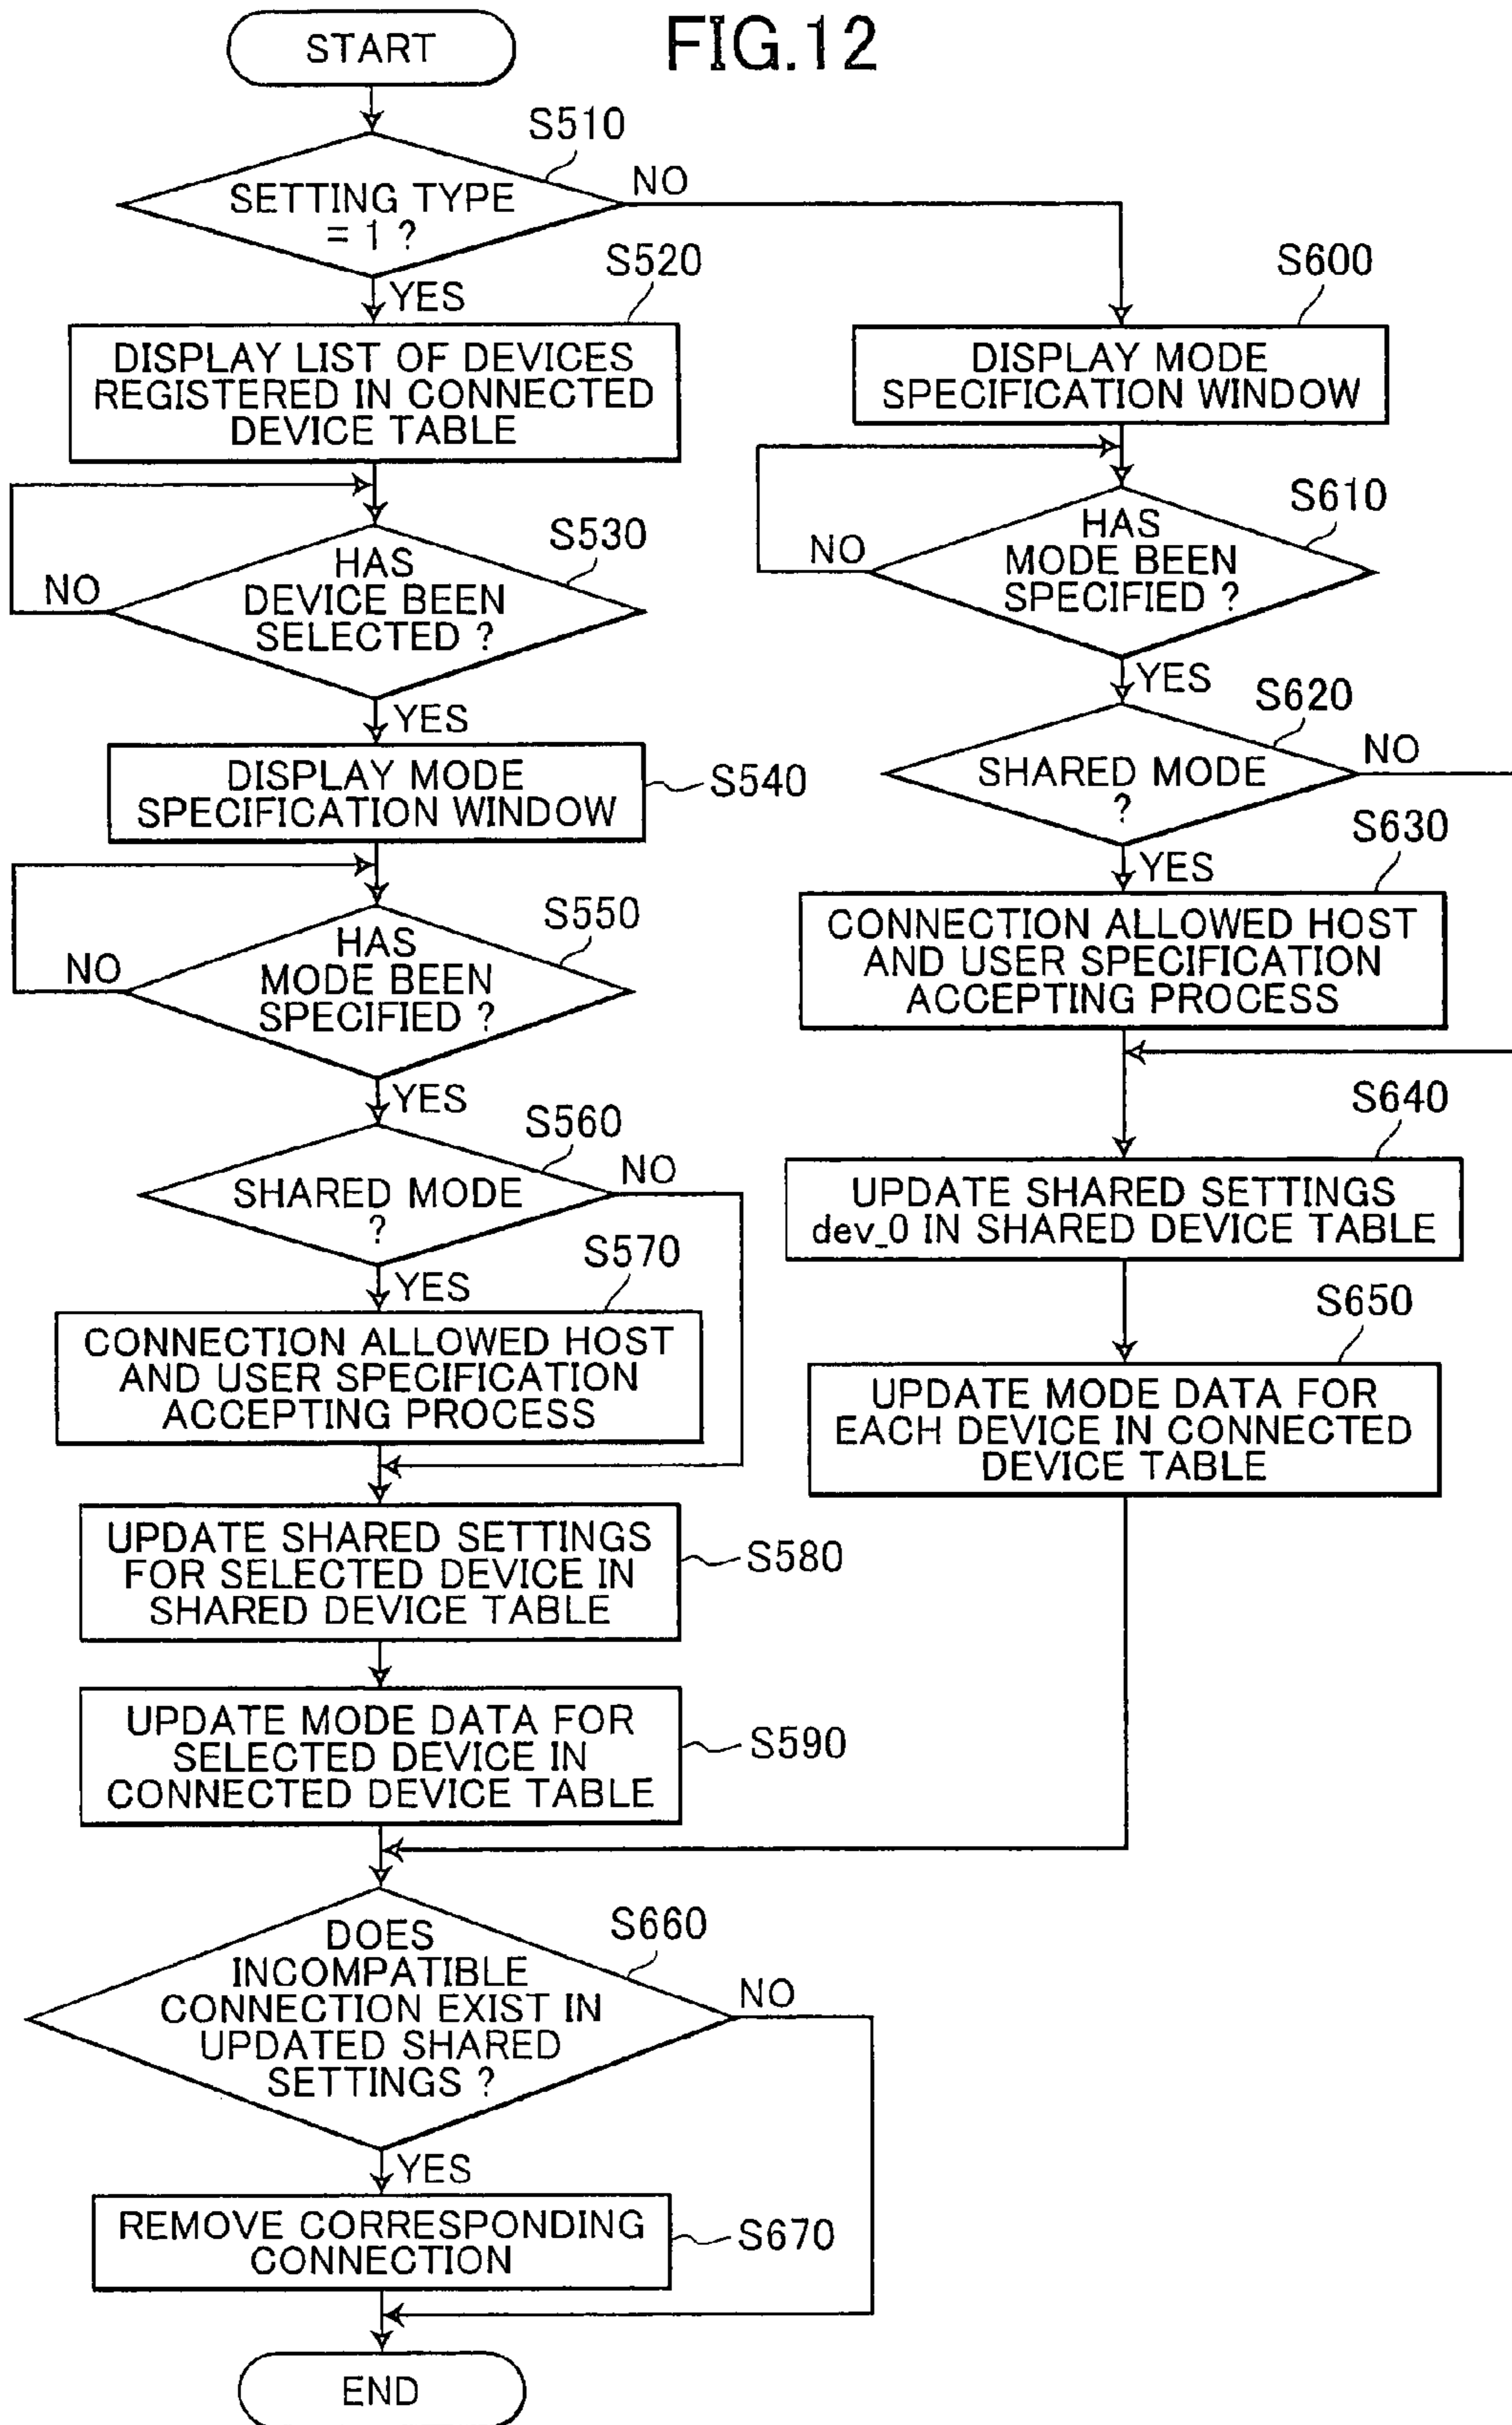 FIG.12
START
S510
SETTING TYPE
= 1 ?
NO
YES
S520
DISPLAY LIST OF DEVICES
REGISTERED IN CONNECTED
DEVICE TABLE
S530
HAS
DEVICE BEEN
SELECTED ?
NO
YES
DISPLAY MODE
SPECIFICATION WINDOW
S540
S550
HAS
MODE BEEN
SPECIFIED ?
NO
YES
S560
SHARED MODE
?
NO
YES
S570
CONNECTION ALLOWED HOST
AND USER SPECIFICATION
ACCEPTING PROCESS
UPDATE SHARED SETTINGS
FOR SELECTED DEVICE IN
SHARED DEVICE TABLE
S580
UPDATE MODE DATA FOR
SELECTED DEVICE IN
CONNECTED DEVICE TABLE
S590
S600
DISPLAY MODE
SPECIFICATION WINDOW
S610
HAS
MODE BEEN
SPECIFIED ?
NO
YES
S620
SHARED MODE
?
NO
YES
S630
CONNECTION ALLOWED HOST
AND USER SPECIFICATION
ACCEPTING PROCESS
S640
UPDATE SHARED SETTINGS
dev_0 IN SHARED DEVICE TABLE
S650
UPDATE MODE DATA FOR
EACH DEVICE IN CONNECTED
DEVICE TABLE
S660
DOES
INCOMPATIBLE
CONNECTION EXIST IN
UPDATED SHARED
SETTINGS ?
NO
YES
REMOVE CORRESPONDING
CONNECTION
S670
END